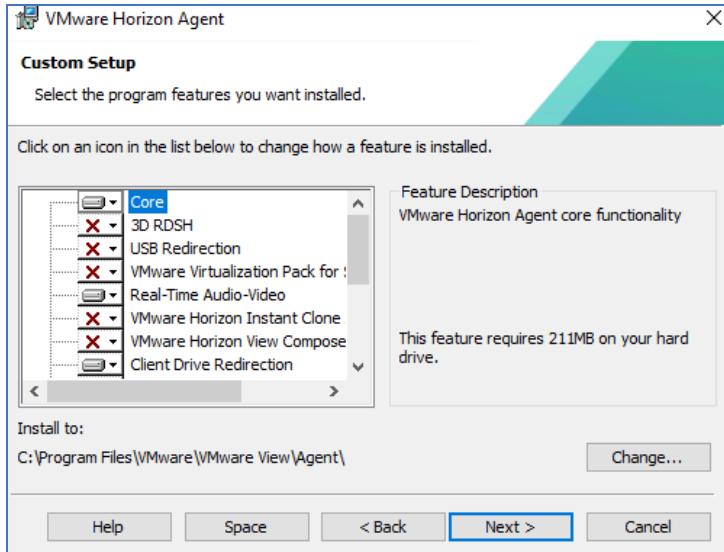 VMware Horizon Agent
Custom Setup
Select the program features you want installed.
Click on an icon in the list below to change how a feature is installed.
Core
3D RDSH
USB Redirection
VMware Virtualization Pack for
Real-Time Audio-Video
VMware Horizon Instant Clone
VMware Horizon View Compose
Client Drive Redirection
Feature Description
VMware Horizon Agent core functionality
This feature requires 211MB on your hard
drive.
Install to:
C:\Program Files\VMware\VMware View\Agent\
Change...
Help
Space
< Back
Next >
Cancel